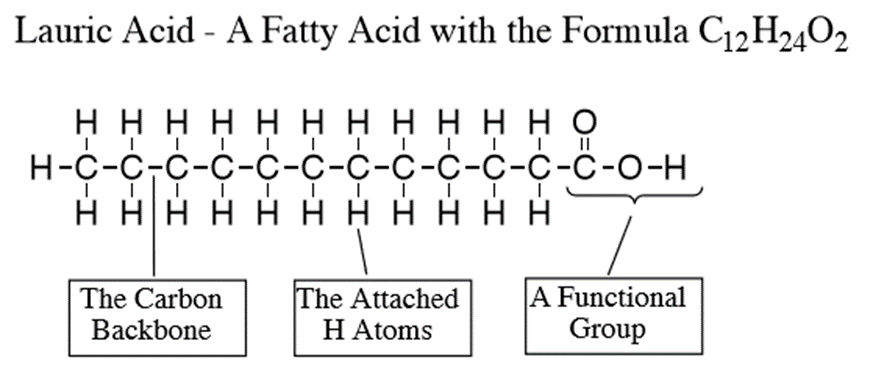 Lauric Acid - A Fatty Acid with the Formula C₁₂H₂₄O₂
H H H H H H H H H H H O
H-C-C-C-C-C-C-C-C-C-C-C-C-O-H
H H H H H H H H H H H
The Carbon
Backbone
The Attached
H Atoms
A Functional
Group